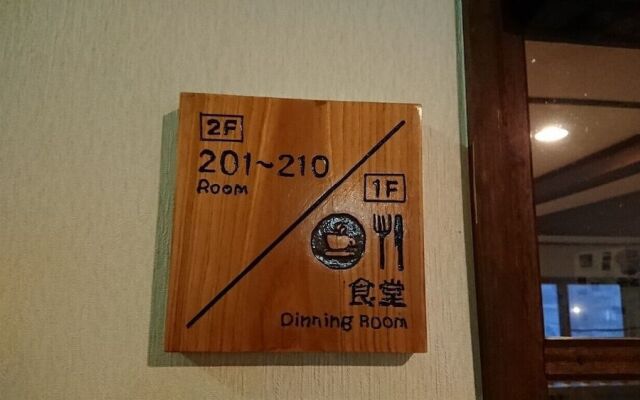 2F
201~210
Room
1F
食堂
Dinning Room